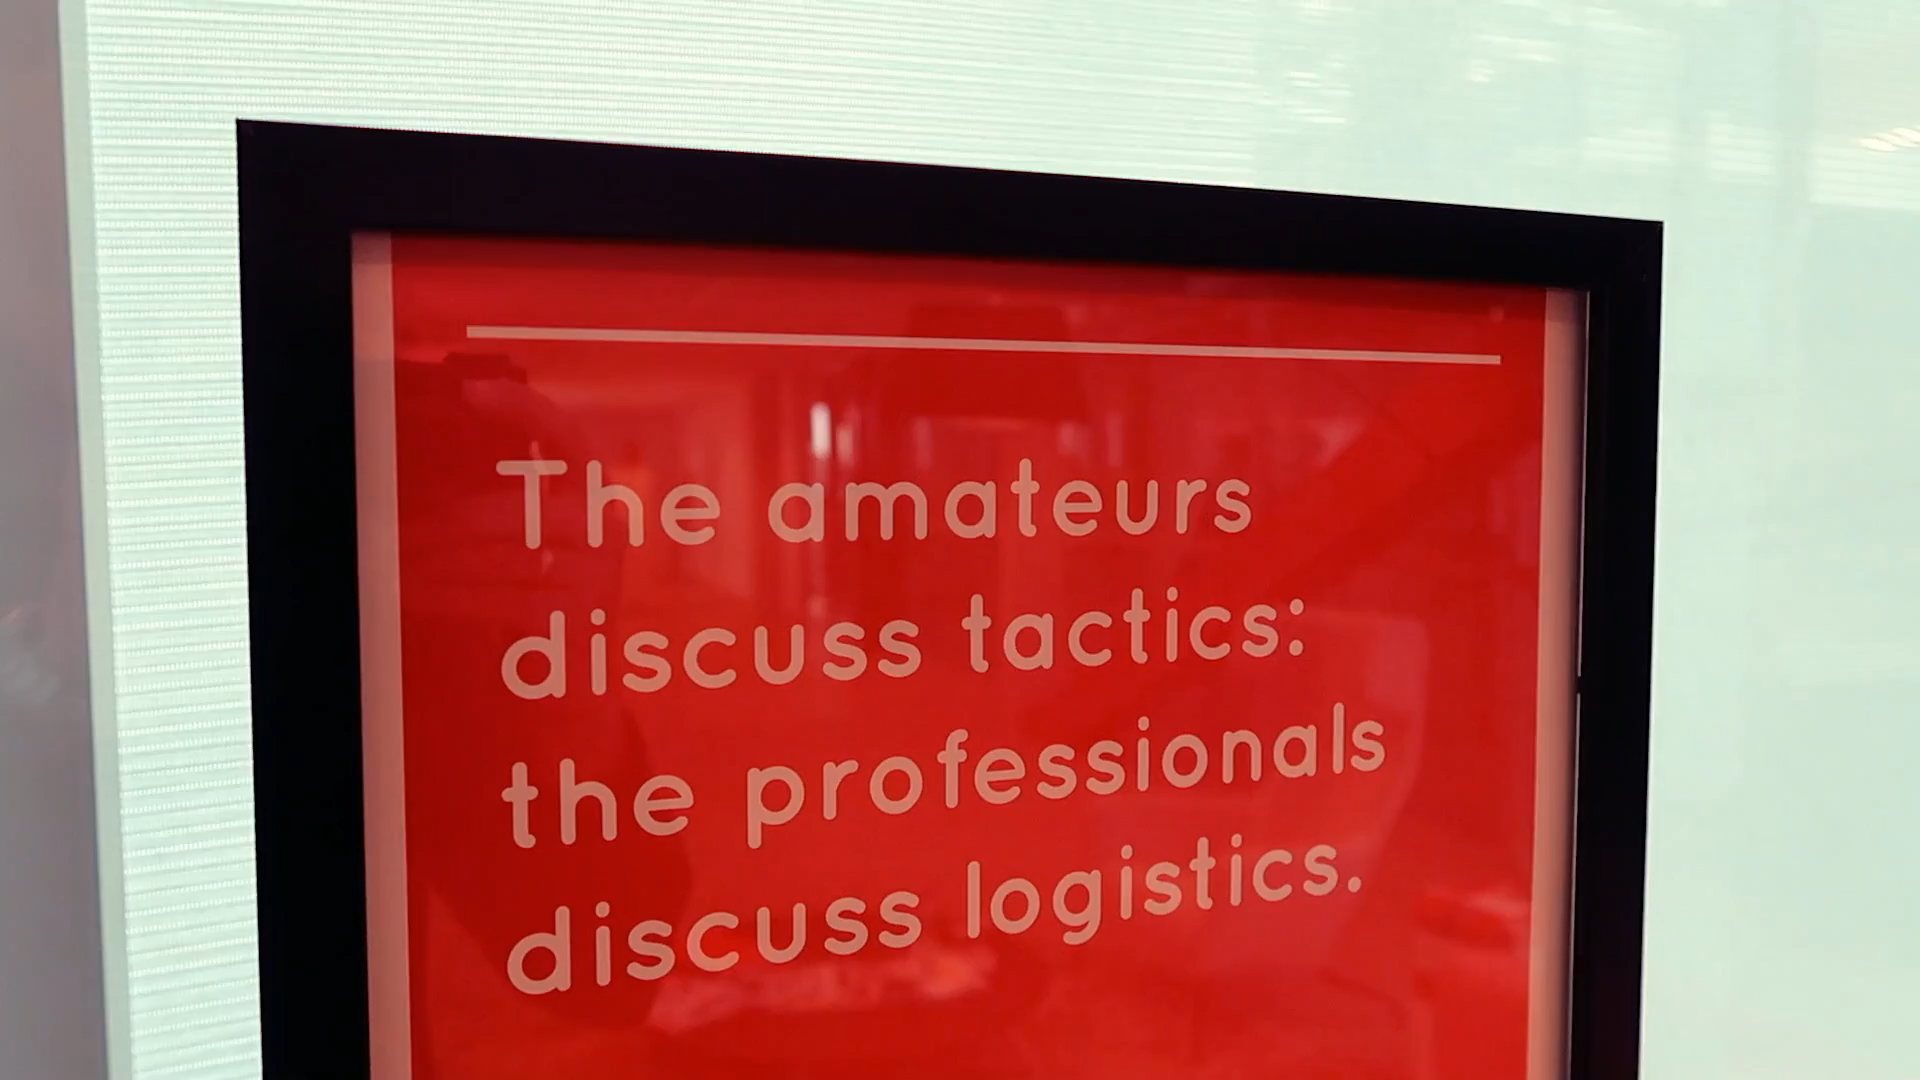 The amateurs
discuss tactics:
the professionals
discuss logistics.